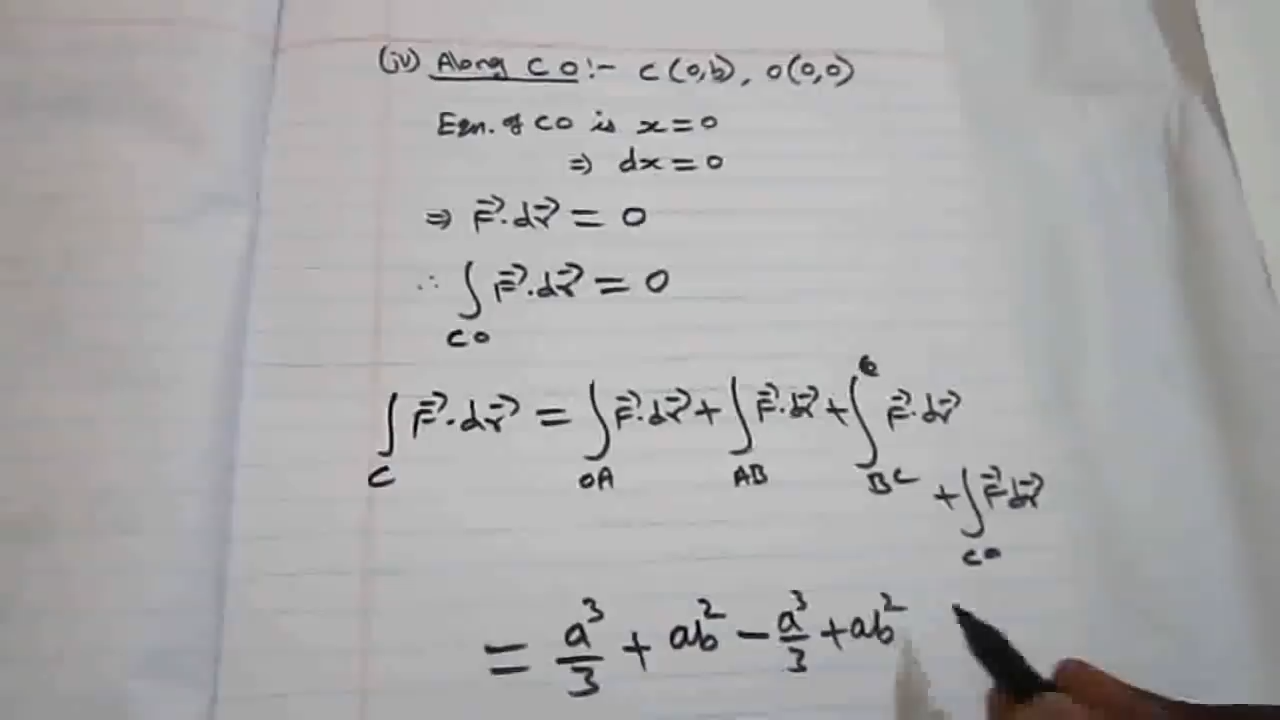 (iv) Along CO :- C(0,b), O(0,0)
Eqn. of CO is x = 0
⇒ dx = 0
⇒ F⃗·dr⃗ = 0
∴ ∫_CO F⃗·dr⃗ = 0
∫_C F⃗·dr⃗ = ∫_OA F⃗·dr⃗ + ∫_AB F⃗·dr⃗ + ∫_BC F⃗·dr⃗
+ ∫_CO F⃗·dr⃗
= a³/3 + ab² - a³/3 + ab²